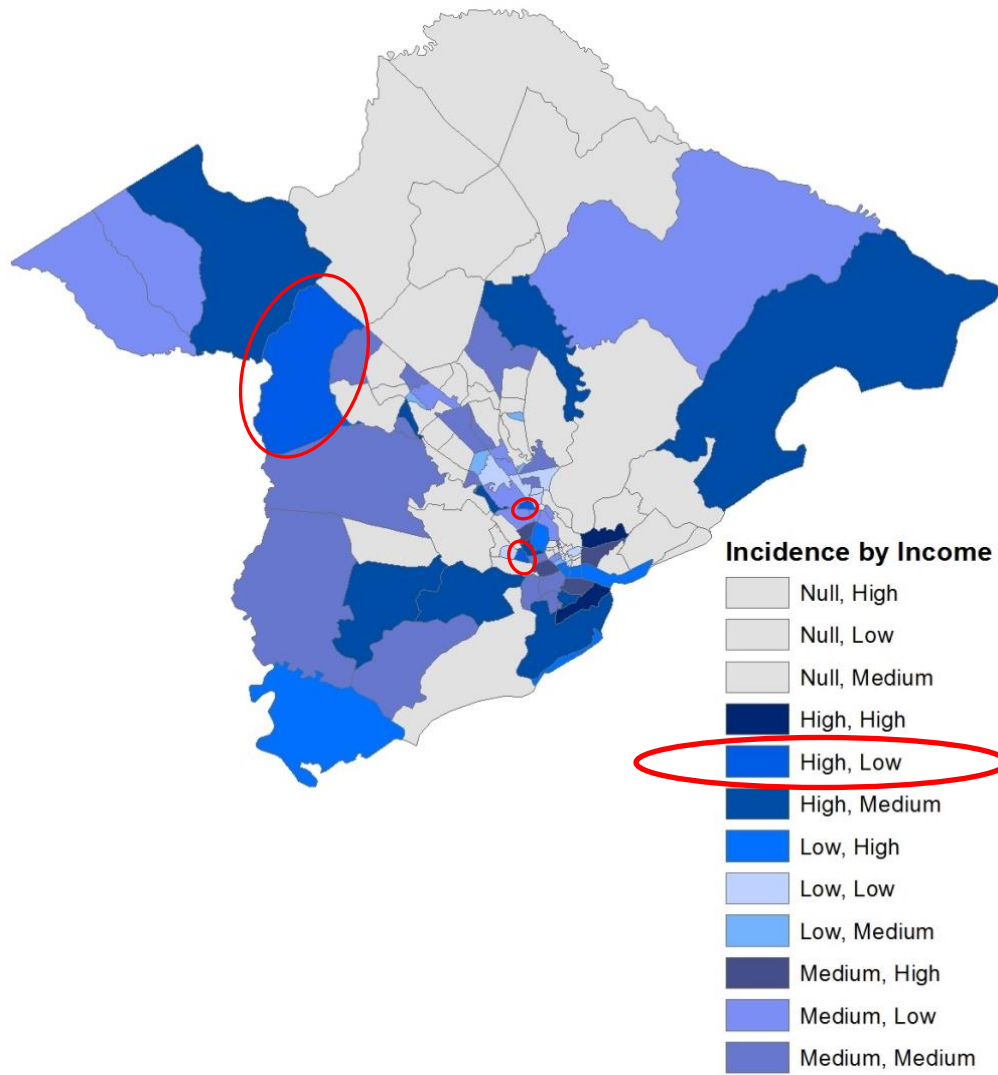 Incidence by Income
Null, High
Null, Low
Null, Medium
High, High
High, Low
High, Medium
Low, High
Low, Low
Low, Medium
Medium, High
Medium, Low
Medium, Medium